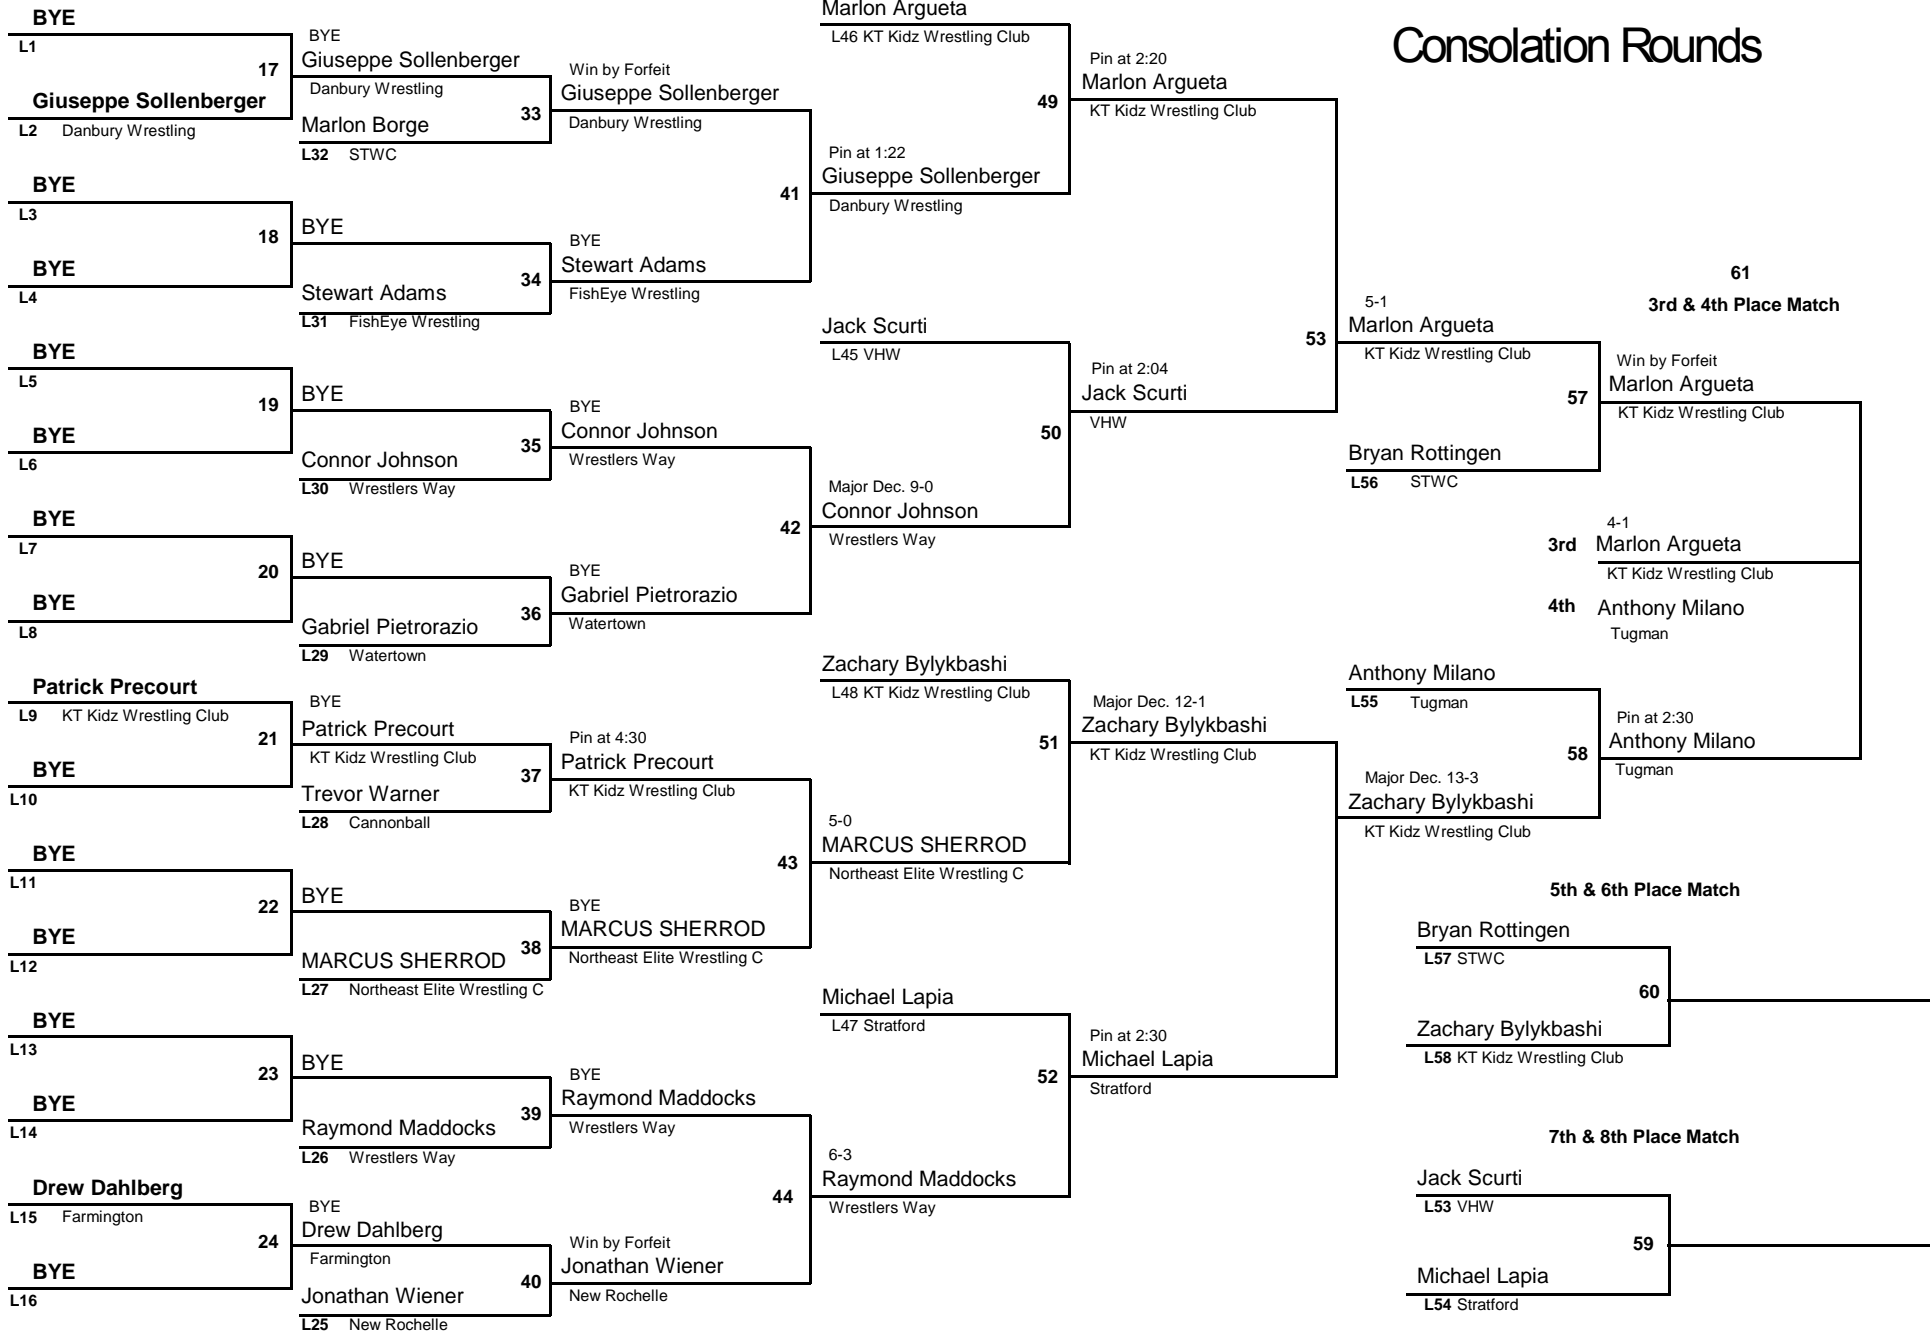 Consolation Rounds
BYE
L1
17
Giuseppe Sollenberger
L2 Danbury Wrestling
BYE
L3
18
BYE
L4
BYE
L5
19
BYE
L6
BYE
L7
20
BYE
L8
Patrick Precourt
L9 KT Kidz Wrestling Club
21
BYE
L10
BYE
L11
22
BYE
L12
BYE
L13
23
BYE
L14
Drew Dahlberg
L15 Farmington
24
BYE
L16
BYE
Giuseppe Sollenberger
Danbury Wrestling
33
Marlon Borge
L32 STWC
BYE
34
Stewart Adams
L31 FishEye Wrestling
BYE
35
Connor Johnson
L30 Wrestlers Way
BYE
36
Gabriel Pietrorazio
L29 Watertown
BYE
Patrick Precourt
KT Kidz Wrestling Club
37
Trevor Warner
L28 Cannonball
BYE
38
MARCUS SHERROD
L27 Northeast Elite Wrestling C
BYE
39
Raymond Maddocks
L26 Wrestlers Way
BYE
Drew Dahlberg
Farmington
40
Jonathan Wiener
L25 New Rochelle
Win by Forfeit
Giuseppe Sollenberger
Danbury Wrestling
41
BYE
Stewart Adams
FishEye Wrestling
BYE
Connor Johnson
Wrestlers Way
42
BYE
Gabriel Pietrorazio
Watertown
Pin at 4:30
Patrick Precourt
KT Kidz Wrestling Club
43
BYE
MARCUS SHERROD
Northeast Elite Wrestling C
BYE
Raymond Maddocks
Wrestlers Way
44
Win by Forfeit
Jonathan Wiener
New Rochelle
Marlon Argueta
L46 KT Kidz Wrestling Club
49
Pin at 1:22
Giuseppe Sollenberger
Danbury Wrestling
Jack Scurti
L45 VHW
50
Major Dec. 9-0
Connor Johnson
Wrestlers Way
Zachary Bylykbashi
L48 KT Kidz Wrestling Club
51
5-0
MARCUS SHERROD
Northeast Elite Wrestling C
Michael Lapia
L47 Stratford
52
6-3
Raymond Maddocks
Wrestlers Way
Pin at 2:20
Marlon Argueta
KT Kidz Wrestling Club
53
Pin at 2:04
Jack Scurti
VHW
Major Dec. 12-1
Zachary Bylykbashi
KT Kidz Wrestling Club
Pin at 2:30
Michael Lapia
Stratford
5-1
Marlon Argueta
KT Kidz Wrestling Club
57
Bryan Rottingen
L56 STWC
Anthony Milano
L55 Tugman
58
Major Dec. 13-3
Zachary Bylykbashi
KT Kidz Wrestling Club
61
3rd & 4th Place Match
Win by Forfeit
Marlon Argueta
KT Kidz Wrestling Club
4-1
3rd Marlon Argueta
KT Kidz Wrestling Club
4th Anthony Milano
Tugman
Pin at 2:30
Anthony Milano
Tugman
5th & 6th Place Match
Bryan Rottingen
L57 STWC
60
Zachary Bylykbashi
L58 KT Kidz Wrestling Club
7th & 8th Place Match
Jack Scurti
L53 VHW
59
Michael Lapia
L54 Stratford